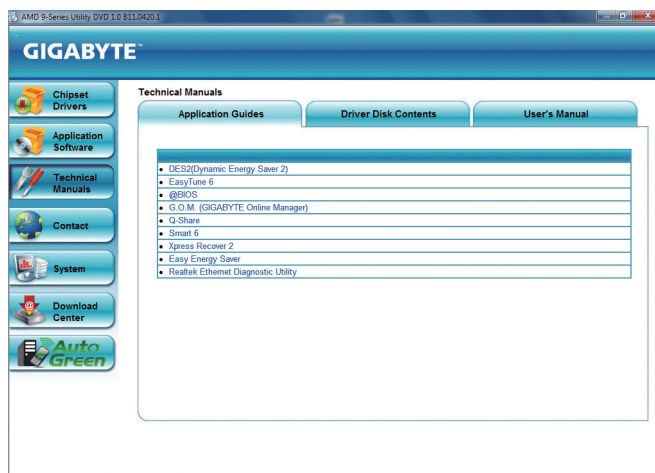 AMD 9-Series Utility DVD 1.0 B11.0420.1
GIGABYTE™
Chipset
Drivers
Application
Software
Technical
Manuals
Contact
System
Download
Center
Auto
Green
Technical Manuals
Application Guides
Driver Disk Contents
User's Manual
• DES2(Dynamic Energy Saver 2)
• EasyTune 6
• @BIOS
• G.O.M. (GIGABYTE Online Manager)
• Q-Share
• Smart 6
• Xpress Recover 2
• Easy Energy Saver
• Realtek Ethernet Diagnostic Utility